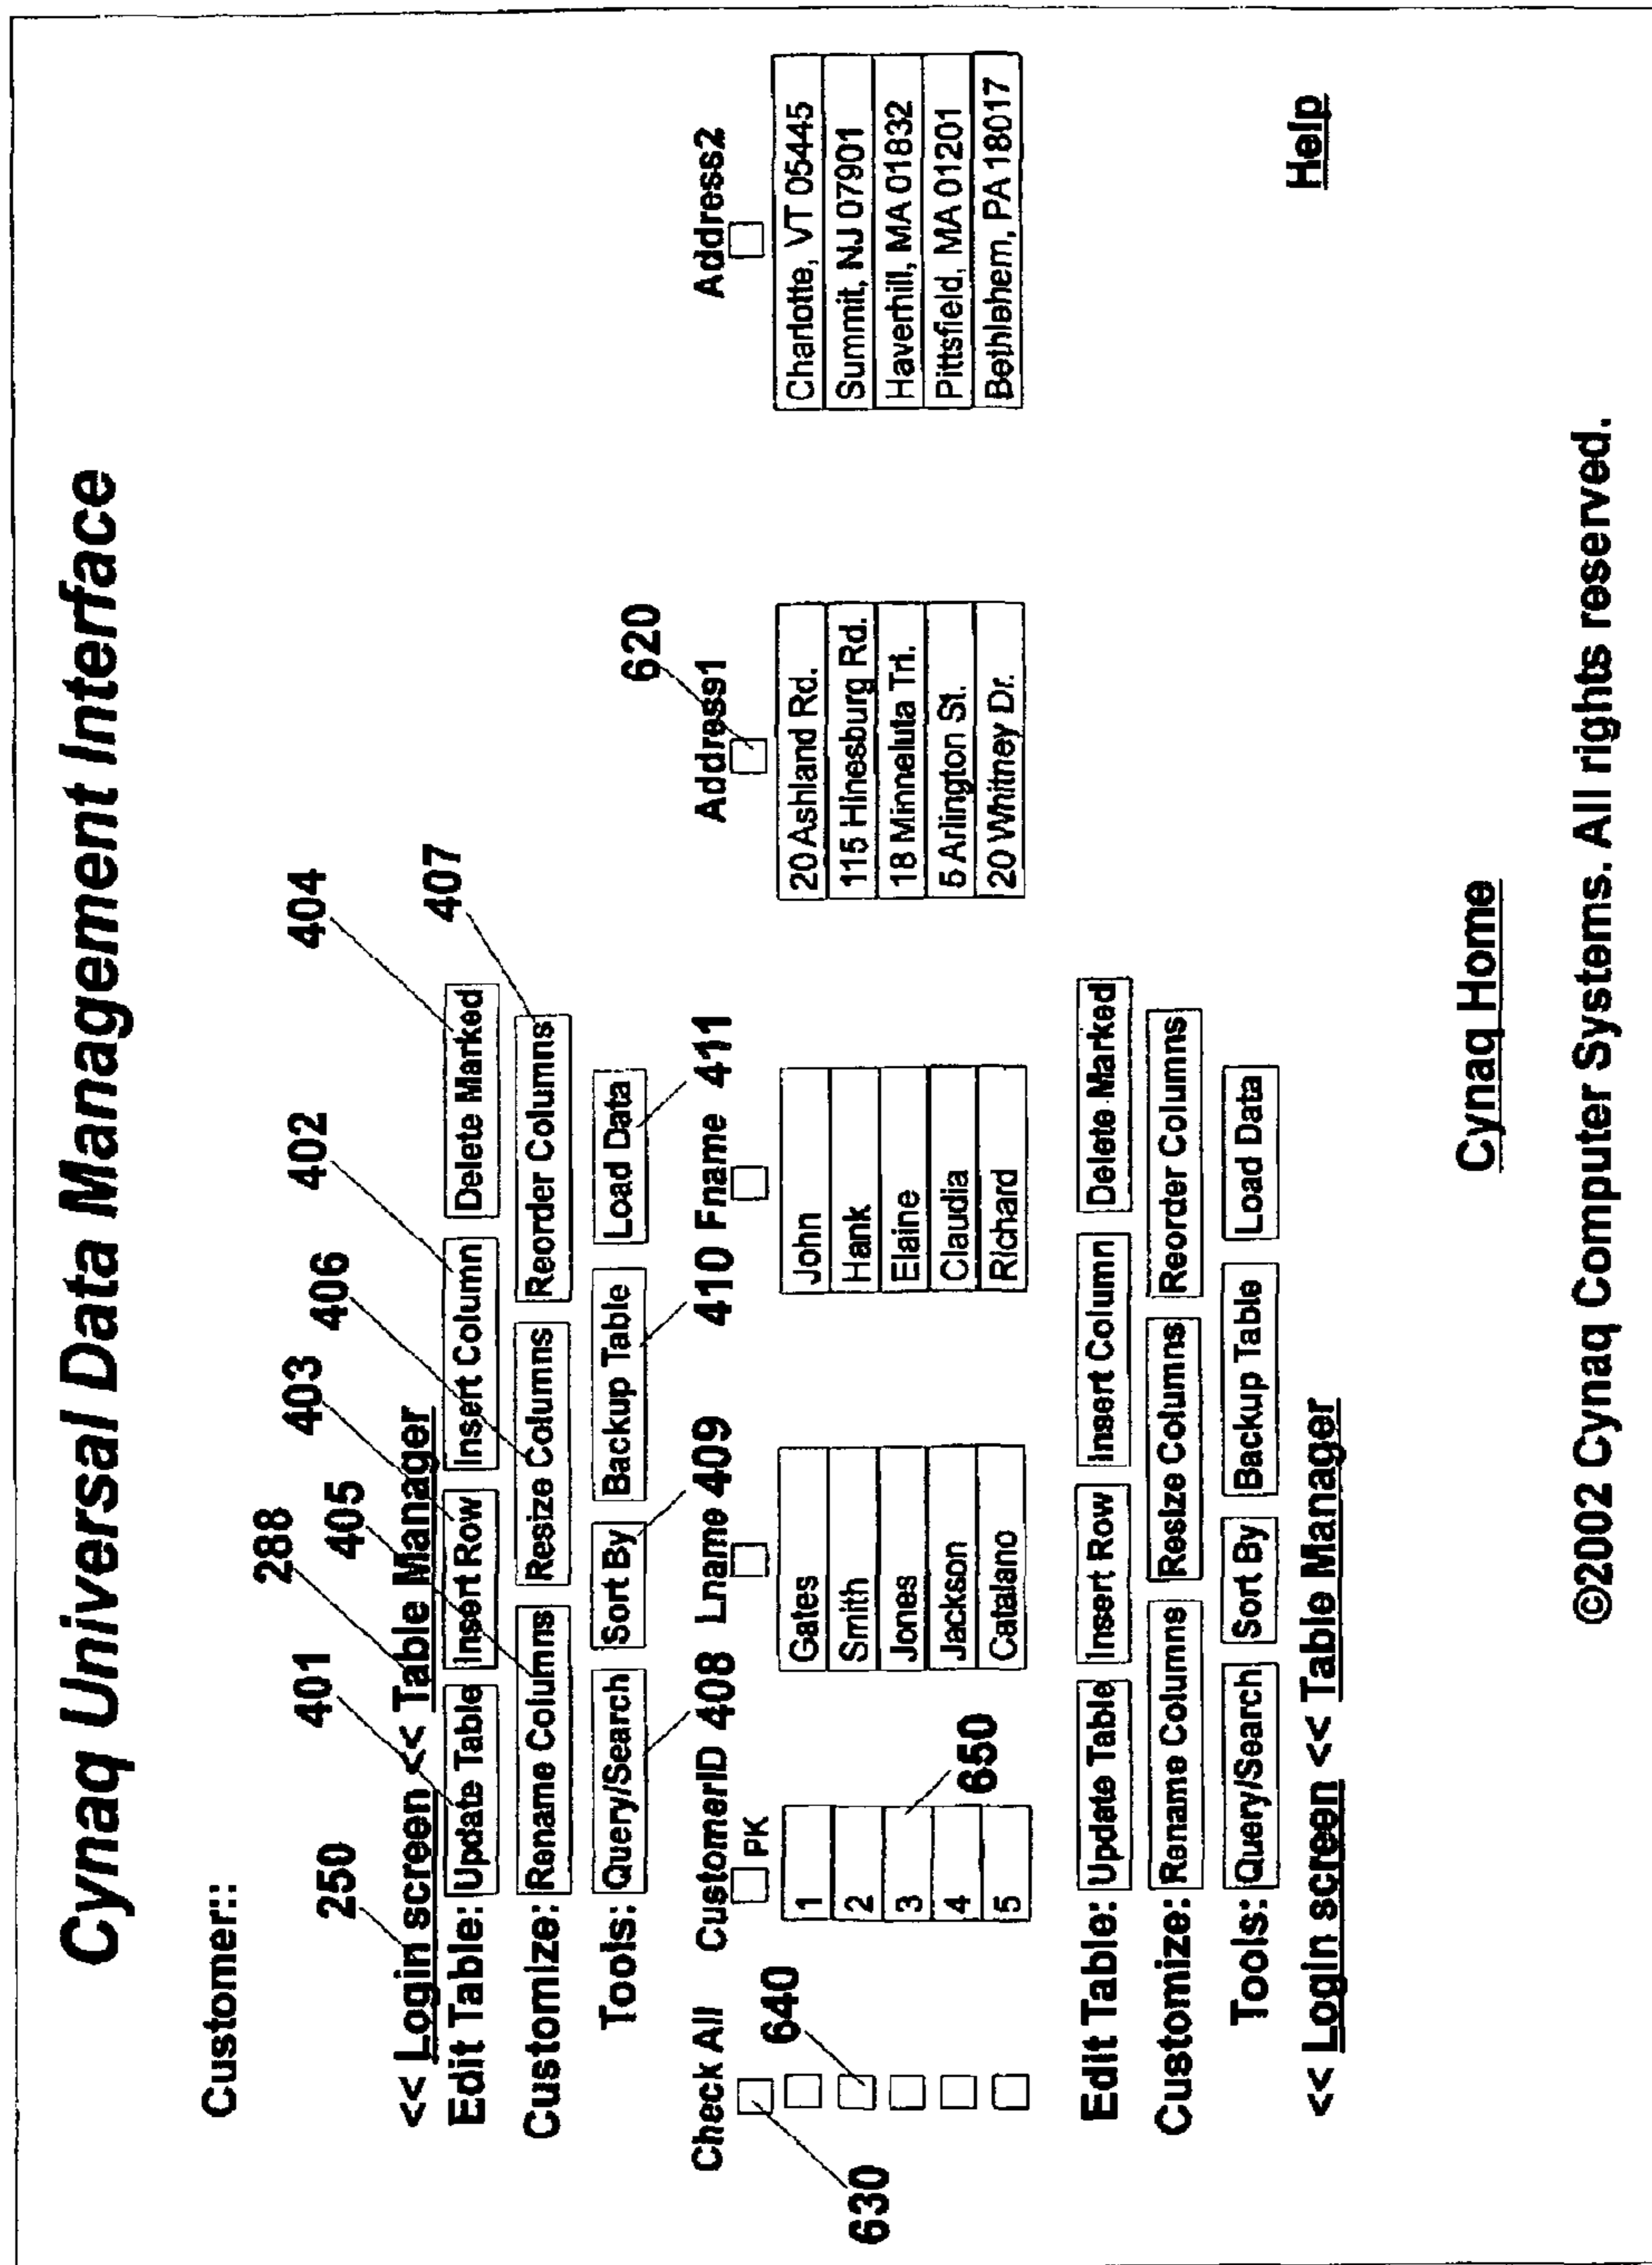 Cynaq Universal Data Management Interface
Customer::
250 401 288 405 403 406 402 404 407
<< Login screen << Table Manager
Edit Table: Update Table Insert Row Insert Column Delete Marked
Customize: Rename Columns Resize Columns Reorder Columns
Tools: Query/Search Sort By Backup Table Load Data
Check All CustomerID 408 Lname 409 410 Fname 411 Address1 620 Address2
PK
630 640 650
1 Gates John 20 Ashland Rd. Charlotte, VT 05445
2 Smith Hank 115 Hinesburg Rd. Summit, NJ 07901
3 Jones Elaine 18 Minneluta Trl. Haverhill, MA 01832
4 Jackson Claudia 5 Arlington St. Pittsfield, MA 01201
5 Catalano Richard 20 Whitney Dr. Bethlehem, PA 18017
Edit Table: Update Table Insert Row Insert Column Delete Marked
Customize: Rename Columns Resize Columns Reorder Columns
Tools: Query/Search Sort By Backup Table Load Data
<< Login screen << Table Manager Help
Cynaq Home
©2002 Cynaq Computer Systems. All rights reserved.